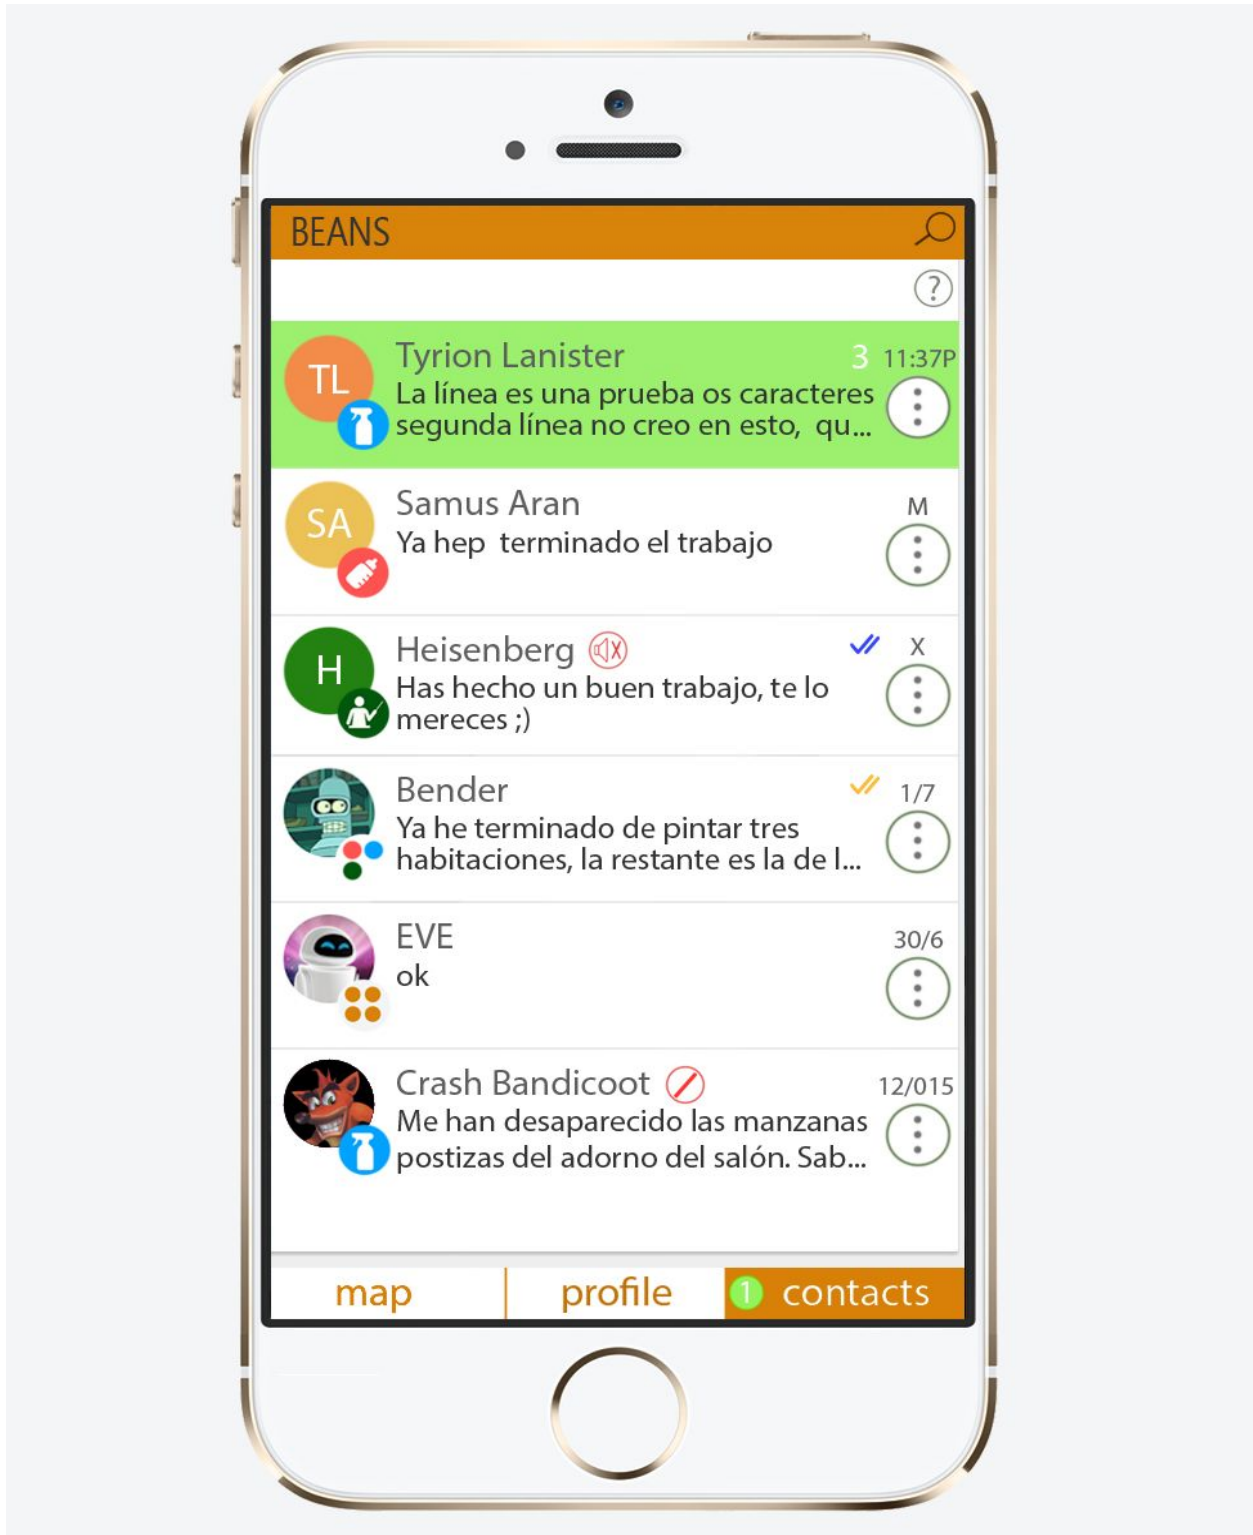 BEANS
?
TL
Tyrion Lanister 3 11:37P
La línea es una prueba os caracteres
segunda línea no creo en esto, qu...
SA
Samus Aran M
Ya hep terminado el trabajo
H
Heisenberg X
Has hecho un buen trabajo, te lo
mereces ;)
Bender 1/7
Ya he terminado de pintar tres
habitaciones, la restante es la de l...
EVE 30/6
ok
Crash Bandicoot 12/015
Me han desaparecido las manzanas
postizas del adorno del salón. Sab...
map profile 1 contacts